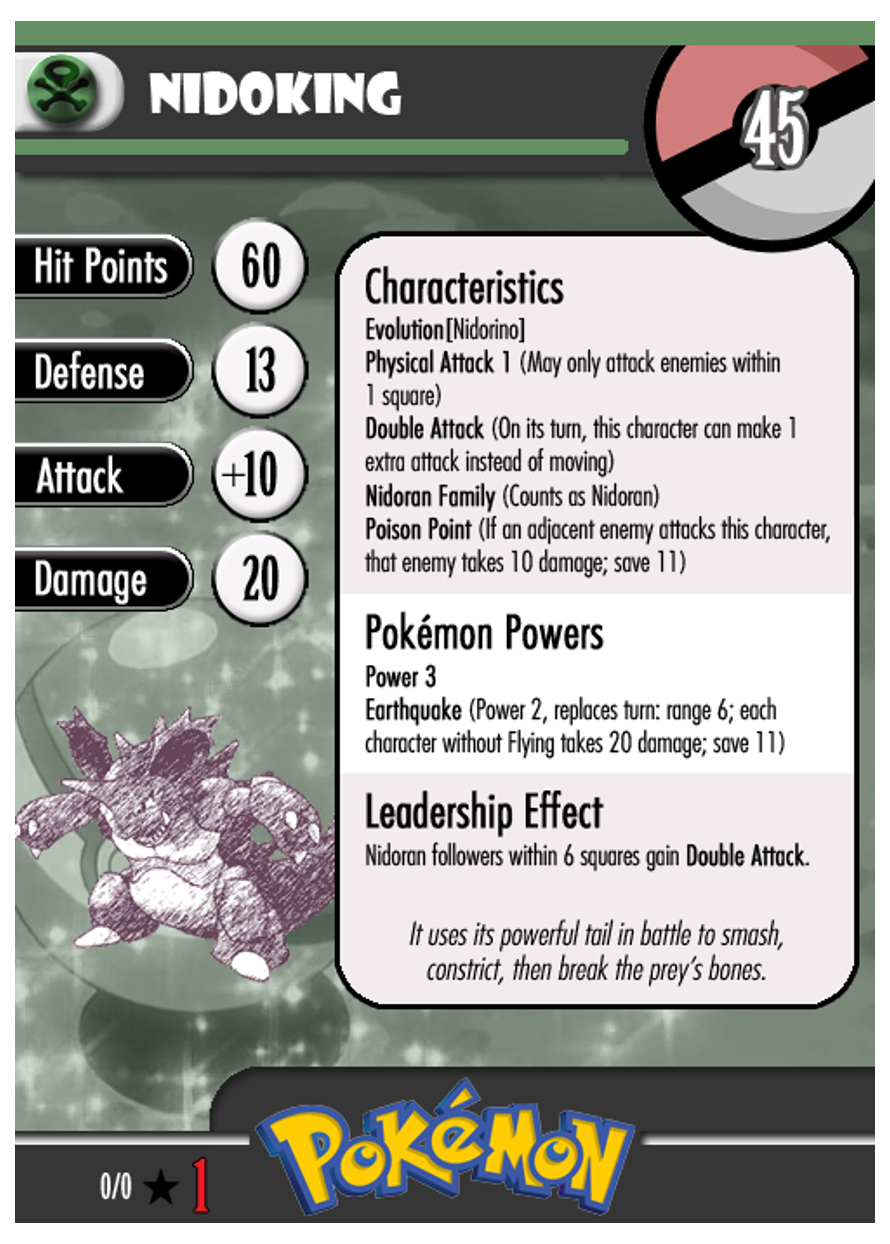 NIDOKING
45
Hit Points 60
Defense 13
Attack +10
Damage 20
Characteristics
Evolution[Nidorino]
Physical Attack 1 (May only attack enemies within
1 square)
Double Attack (On its turn, this character can make 1
extra attack instead of moving)
Nidoran Family (Counts as Nidoran)
Poison Point (If an adjacent enemy attacks this character,
that enemy takes 10 damage; save 11)
Pokémon Powers
Power 3
Earthquake (Power 2, replaces turn: range 6; each
character without Flying takes 20 damage; save 11)
Leadership Effect
Nidoran followers within 6 squares gain Double Attack.
It uses its powerful tail in battle to smash,
constrict, then break the prey's bones.
0/0 ★ 1
POKéMON